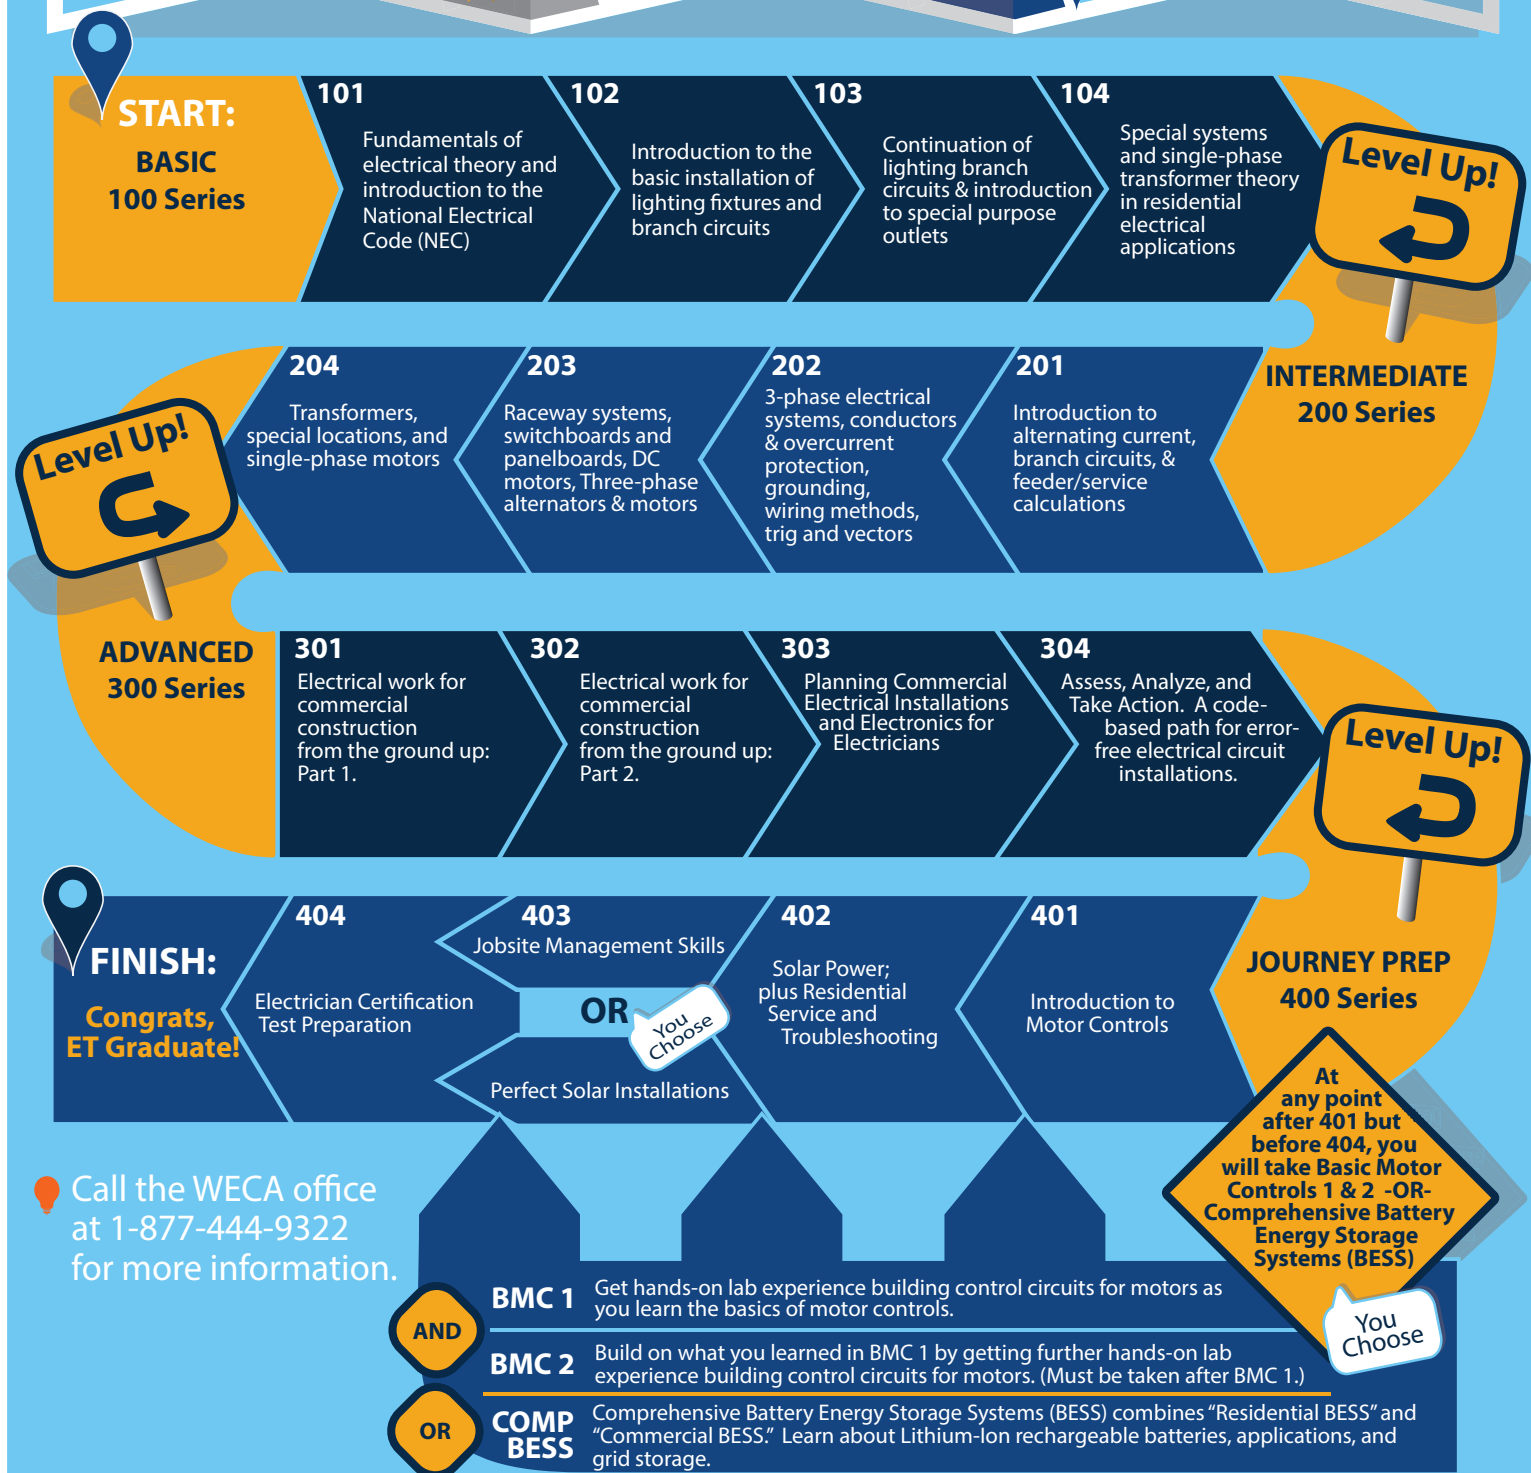 START:
BASIC
100 Series
101
Fundamentals of
electrical theory and
introduction to the
National Electrical
Code (NEC)
102
Introduction to the
basic installation of
lighting fixtures and
branch circuits
103
Continuation of
lighting branch
circuits & introduction
to special purpose
outlets
104
Special systems
and single-phase
transformer theory
in residential
electrical
applications
Level Up!
INTERMEDIATE
200 Series
201
Introduction to
alternating current,
branch circuits, &
feeder/service
calculations
202
3-phase electrical
systems, conductors
& overcurrent
protection,
grounding,
wiring methods,
trig and vectors
203
Raceway systems,
switchboards and
panelboards, DC
motors, Three-phase
alternators & motors
204
Transformers,
special locations, and
single-phase motors
Level Up!
ADVANCED
300 Series
301
Electrical work for
commercial
construction
from the ground up:
Part 1.
302
Electrical work for
commercial
construction
from the ground up:
Part 2.
303
Planning Commercial
Electrical Installations
and Electronics for
Electricians
304
Assess, Analyze, and
Take Action. A code-
based path for error-
free electrical circuit
installations.
Level Up!
JOURNEY PREP
400 Series
401
Introduction to
Motor Controls
402
Solar Power;
plus Residential
Service and
Troubleshooting
403
Jobsite Management Skills
OR
You
Choose
Perfect Solar Installations
404
Electrician Certification
Test Preparation
FINISH:
Congrats,
ET Graduate!
At
any point
after 401 but
before 404, you
will take Basic Motor
Controls 1 & 2 -OR-
Comprehensive Battery
Energy Storage
Systems (BESS)
You
Choose
Call the WECA office
at 1-877-444-9322
for more information.
BMC 1
Get hands-on lab experience building control circuits for motors as
you learn the basics of motor controls.
AND
BMC 2
Build on what you learned in BMC 1 by getting further hands-on lab
experience building control circuits for motors. (Must be taken after BMC 1.)
OR
COMP
BESS
Comprehensive Battery Energy Storage Systems (BESS) combines “Residential BESS” and
“Commercial BESS.” Learn about Lithium-Ion rechargeable batteries, applications, and
grid storage.